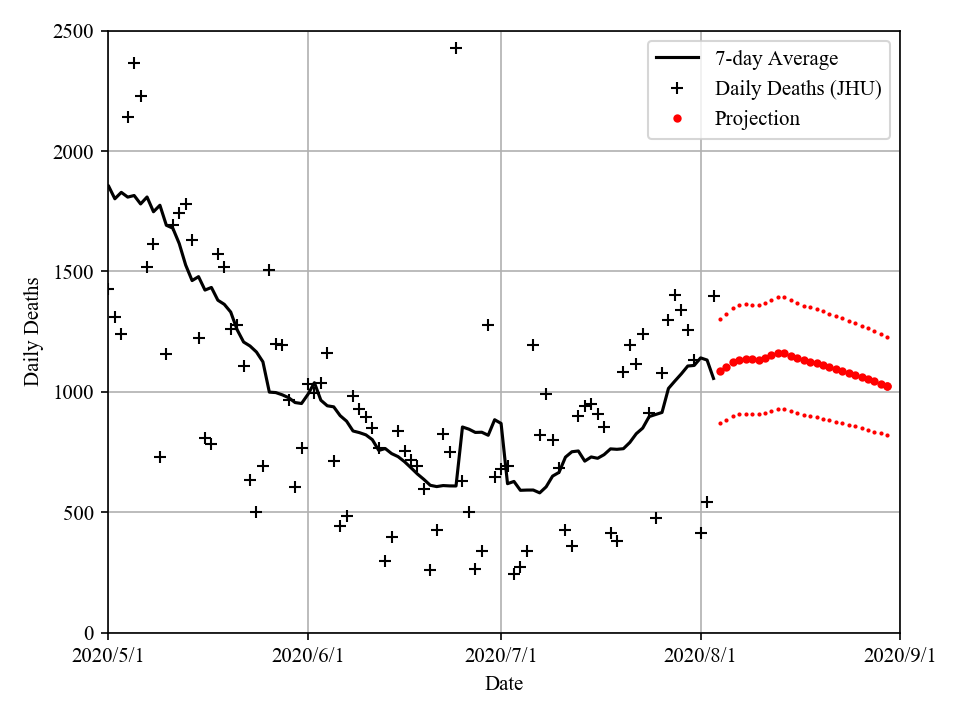 2500
2000
1500
1000
500
0
Daily Deaths
7-day Average
Daily Deaths (JHU)
Projection
2020/5/1 2020/6/1 2020/7/1 2020/8/1 2020/9/1
Date